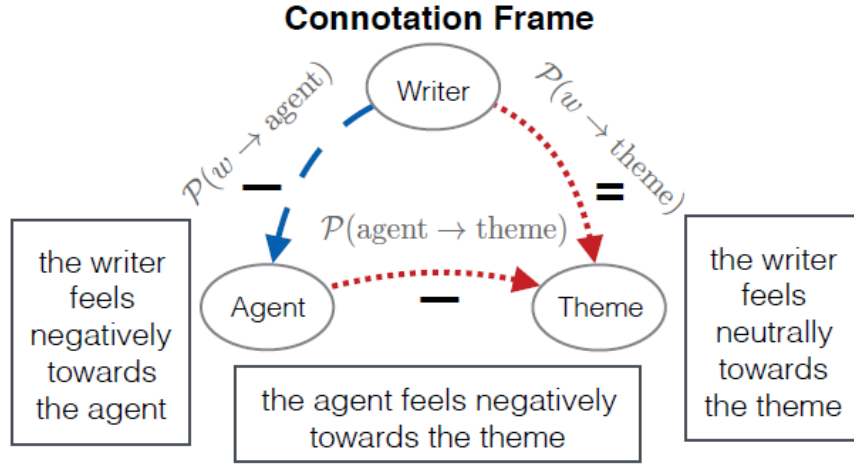 Connotation Frame
Writer
𝒫(w → agent)
𝒫(w → theme)
−
=
𝒫(agent → theme)
−
Agent
Theme
the writer
feels
negatively
towards
the agent
the agent feels negatively
towards the theme
the writer
feels
neutrally
towards
the theme